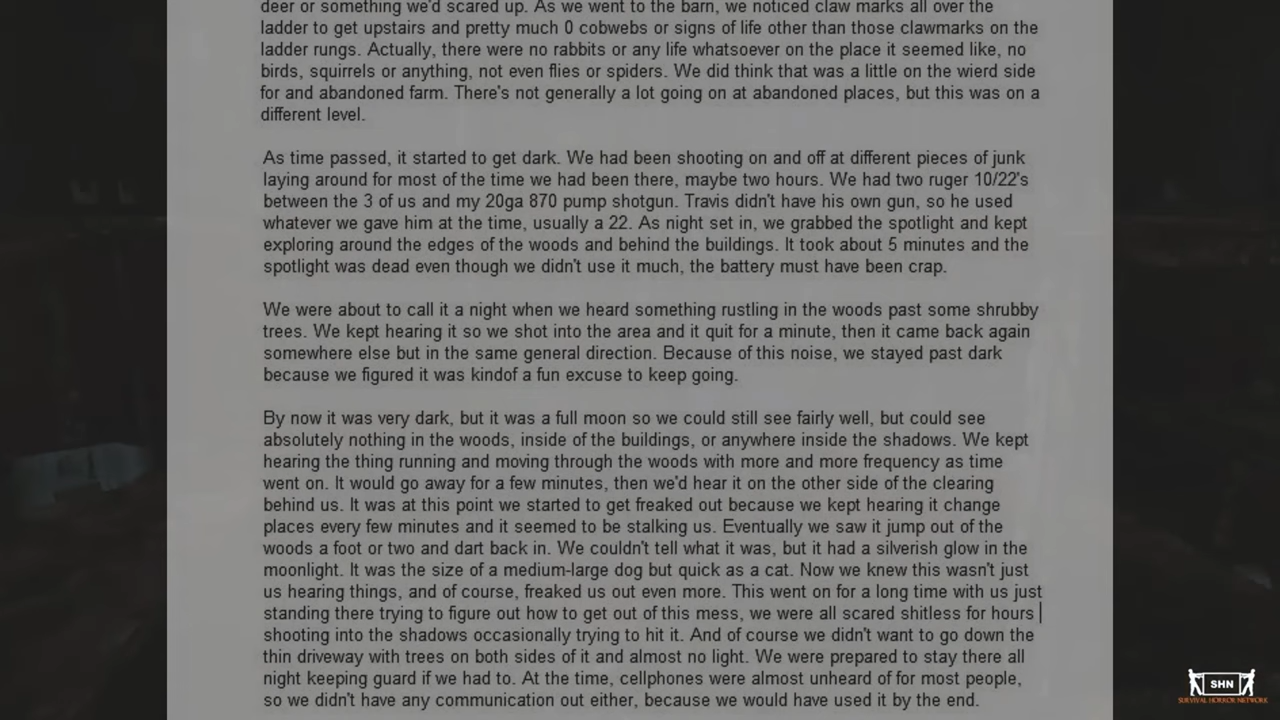 deer or something we'd scared up. As we went to the barn, we noticed claw marks all over the
ladder to get upstairs and pretty much 0 cobwebs or signs of life other than those clawmarks on the
ladder rungs. Actually, there were no rabbits or any life whatsoever on the place it seemed like, no
birds, squirrels or anything, not even flies or spiders. We did think that was a little on the wierd side
for and abandoned farm. There's not generally a lot going on at abandoned places, but this was on a
different level.
As time passed, it started to get dark. We had been shooting on and off at different pieces of junk
laying around for most of the time we had been there, maybe two hours. We had two ruger 10/22's
between the 3 of us and my 20ga 870 pump shotgun. Travis didn't have his own gun, so he used
whatever we gave him at the time, usually a 22. As night set in, we grabbed the spotlight and kept
exploring around the edges of the woods and behind the buildings. It took about 5 minutes and the
spotlight was dead even though we didn't use it much, the battery must have been crap.
We were about to call it a night when we heard something rustling in the woods past some shrubby
trees. We kept hearing it so we shot into the area and it quit for a minute, then it came back again
somewhere else but in the same general direction. Because of this noise, we stayed past dark
because we figured it was kindof a fun excuse to keep going.
By now it was very dark, but it was a full moon so we could still see fairly well, but could see
absolutely nothing in the woods, inside of the buildings, or anywhere inside the shadows. We kept
hearing the thing running and moving through the woods with more and more frequency as time
went on. It would go away for a few minutes, then we'd hear it on the other side of the clearing
behind us. It was at this point we started to get freaked out because we kept hearing it change
places every few minutes and it seemed to be stalking us. Eventually we saw it jump out of the
woods a foot or two and dart back in. We couldn't tell what it was, but it had a silverish glow in the
moonlight. It was the size of a medium-large dog but quick as a cat. Now we knew this wasn't just
us hearing things, and of course, freaked us out even more. This went on for a long time with us just
standing there trying to figure out how to get out of this mess, we were all scared shitless for hours
shooting into the shadows occasionally trying to hit it. And of course we didn't want to go down the
thin driveway with trees on both sides of it and almost no light. We were prepared to stay there all
night keeping guard if we had to. At the time, cellphones were almost unheard of for most people,
so we didn't have any communication out either, because we would have used it by the end.
SHN
SURVIVAL HORROR NETWORK